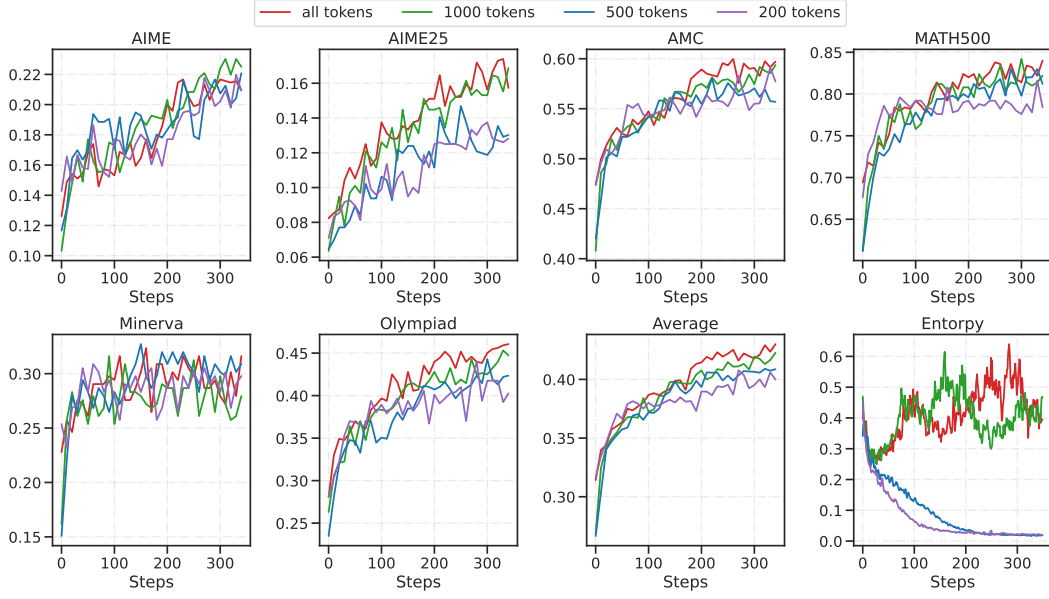 all tokens 1000 tokens 500 tokens 200 tokens
AIME AIME25 AMC MATH500
0.22 0.20 0.18 0.16 0.14 0.12 0.10
0 100 200 300
Steps
0.16 0.14 0.12 0.10 0.08 0.06
0 100 200 300
Steps
0.60 0.55 0.50 0.45 0.40
0 100 200 300
Steps
0.85 0.80 0.75 0.70 0.65
0 100 200 300
Steps
Minerva Olympiad Average Entorpy
0.30 0.25 0.20 0.15
0 100 200 300
Steps
0.45 0.40 0.35 0.30 0.25
0 100 200 300
Steps
0.40 0.35 0.30
0 100 200 300
Steps
0.6 0.5 0.4 0.3 0.2 0.1 0.0
0 100 200 300
Steps